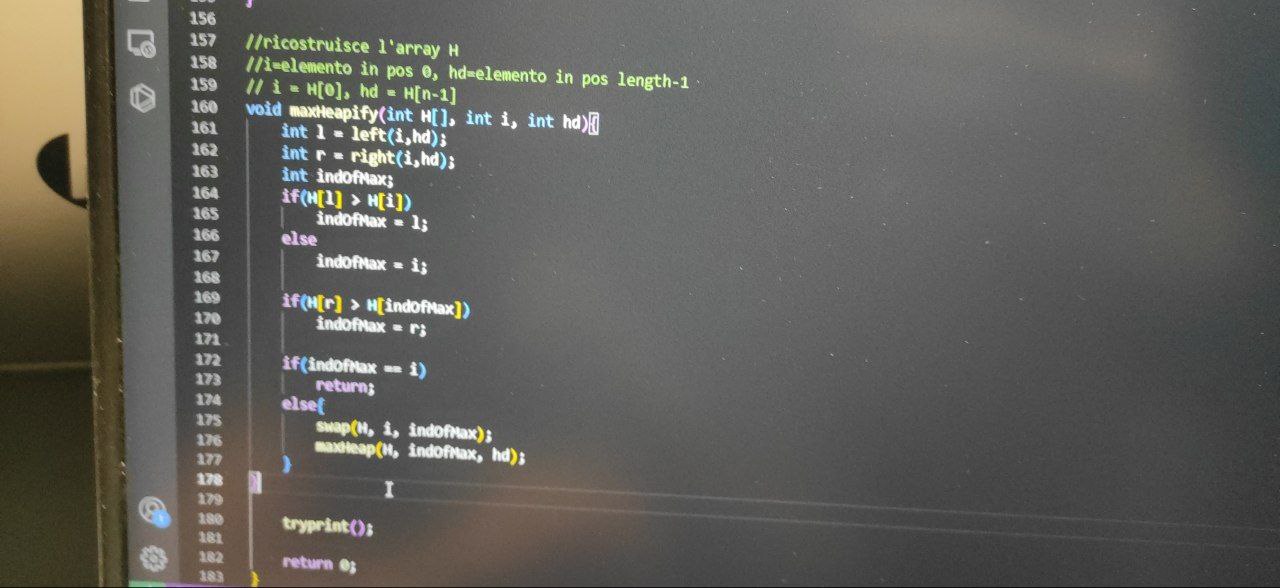 156
157 //ricostruisce l'array H
158 //i=elemento in pos 0, hd=elemento in pos length-1
159 // i = H[0], hd = H[n-1]
160 void maxHeapify(int H[], int i, int hd){
161 int l = left(i,hd);
162 int r = right(i,hd);
163 int indOfMax;
164 if(H[l] > H[i])
165 indOfMax = l;
166 else
167 indOfMax = i;
168
169 if(H[r] > H[indOfMax])
170 indOfMax = r;
171
172 if(indOfMax == i)
173 return;
174 else{
175 swap(H, i, indOfMax);
176 maxHeap(H, indOfMax, hd);
177 }
178 }
179
180 tryprint();
181
182 return 0;
183 }